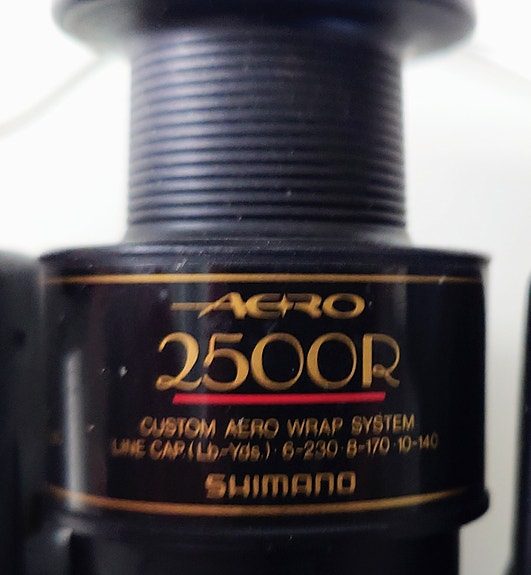 AERO
2500R
CUSTOM AERO WRAP SYSTEM
LINE CAP.(Lb-Yds.)・6-230・8-170・10-140
SHIMANO